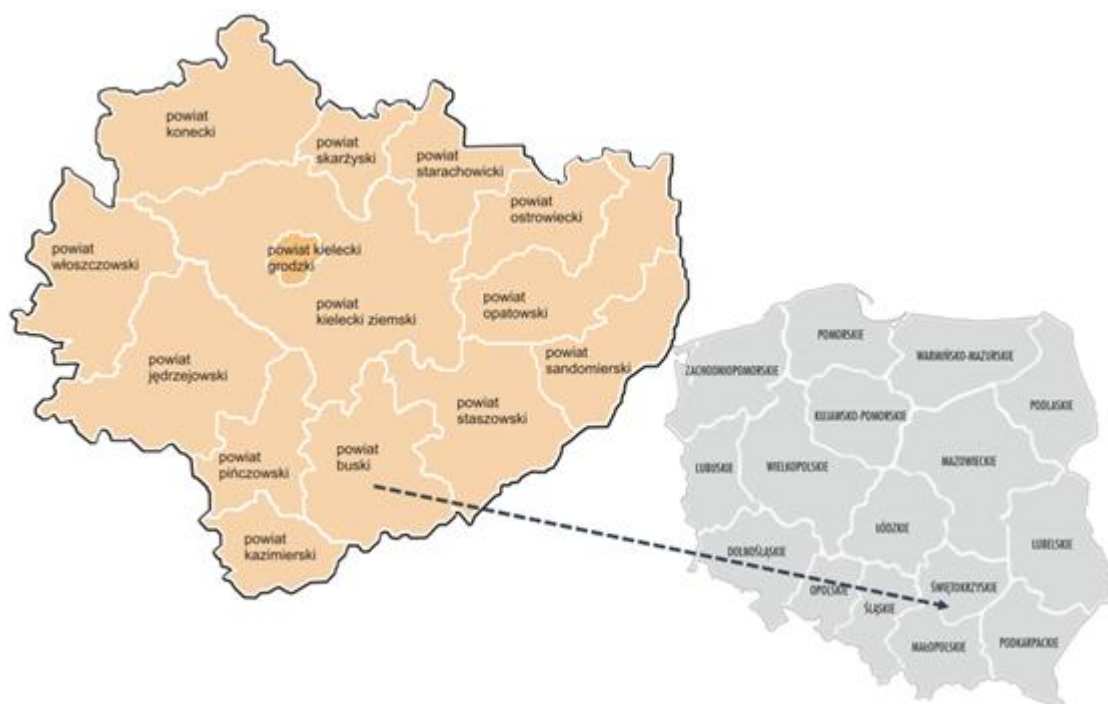 powiat
konecki
powiat
skarżyski
powiat
starachowicki
powiat
ostrowiecki
powiat
włoszczowski
powiat kielecki
grodzki
powiat
kielecki ziemski
powiat
opatowski
powiat
jędrzejowski
powiat
sandomierski
powiat
staszowski
powiat
pińczowski
powiat
buski
powiat
kazimierski
POMORSKIE
WARMIŃSKO-MAZURSKIE
ZACHODNIOPOMORSKIE
PODLASKIE
KUJAWSKO-POMORSKIE
LUBUSKIE
WIELKOPOLSKIE
MAZOWIECKIE
ŁÓDZKIE
DOLNOŚLĄSKIE
LUBELSKIE
OPOLSKIE
ŚLĄSKIE
ŚWIĘTOKRZYSKIE
MAŁOPOLSKIE
PODKARPACKIE